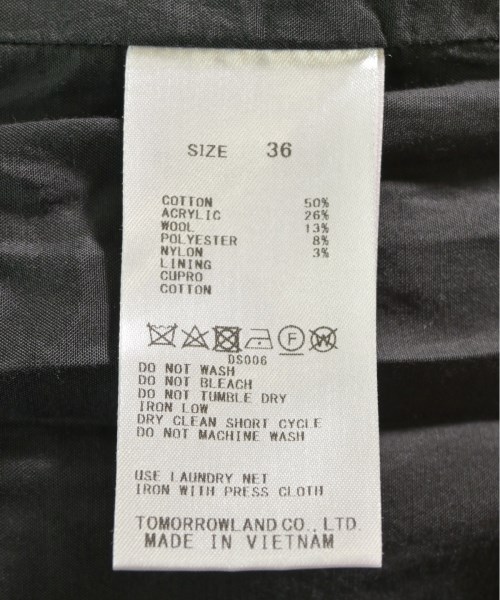 SIZE 36
COTTON 50%
ACRYLIC 26%
WOOL 13%
POLYESTER 8%
NYLON 3%
LINING
CUPRO
COTTON
F W
DS006
DO NOT WASH
DO NOT BLEACH
DO NOT TUMBLE DRY
IRON LOW
DRY CLEAN SHORT CYCLE
DO NOT MACHINE WASH
USE LAUNDRY NET
IRON WITH PRESS CLOTH
TOMORROWLAND CO., LTD.
MADE IN VIETNAM